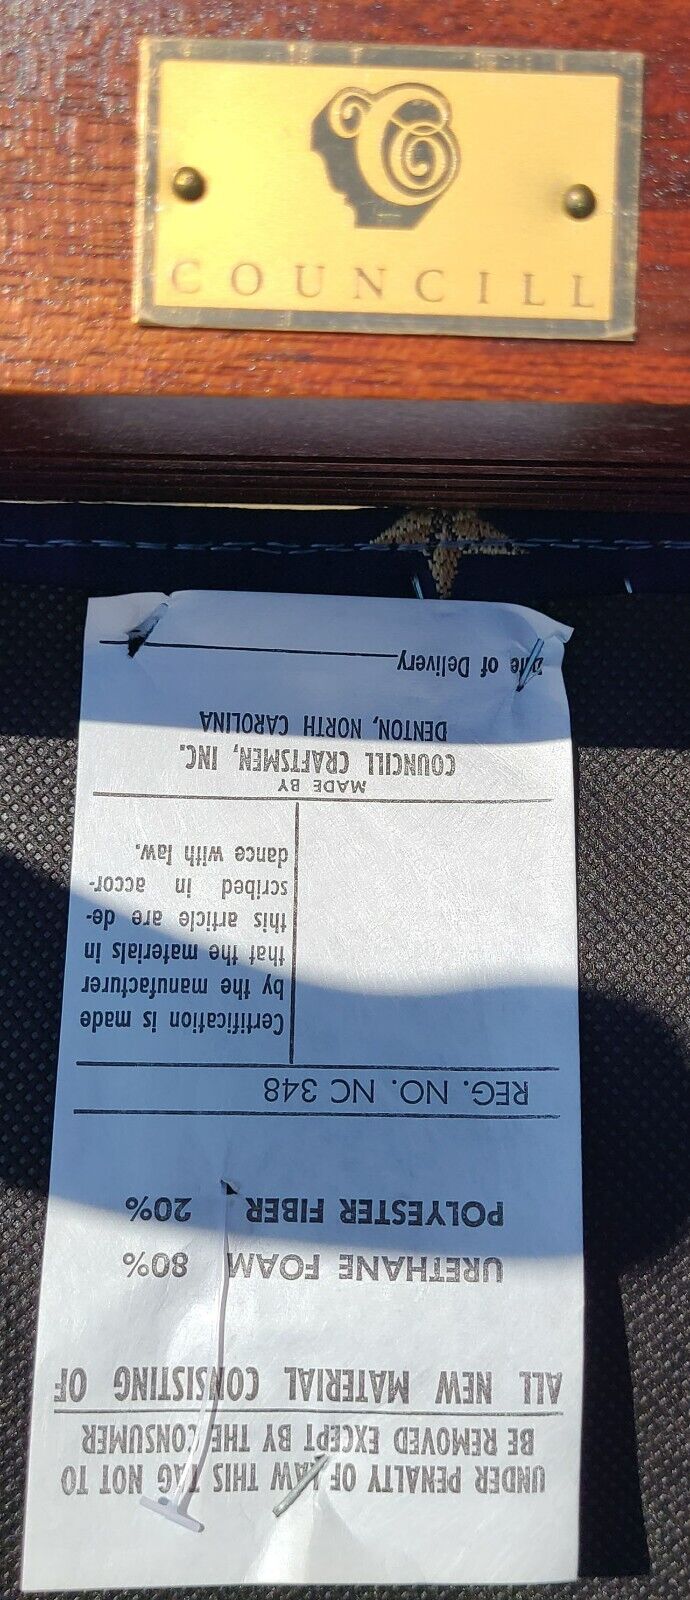 C
COUNCILL
UNDER PENALTY OF LAW THIS TAG NOT TO
BE REMOVED EXCEPT BY THE CONSUMER
ALL NEW MATERIAL CONSISTING OF
URETHANE FOAM 80%
POLYESTER FIBER 20%
REG. NO. NC 348
Certification is made
by the manufacturer
that the materials in
this article are de-
scribed in accor-
dance with law.
MADE BY
COUNCILL CRAFTSMEN, INC.
DENTON, NORTH CAROLINA
Date of Delivery